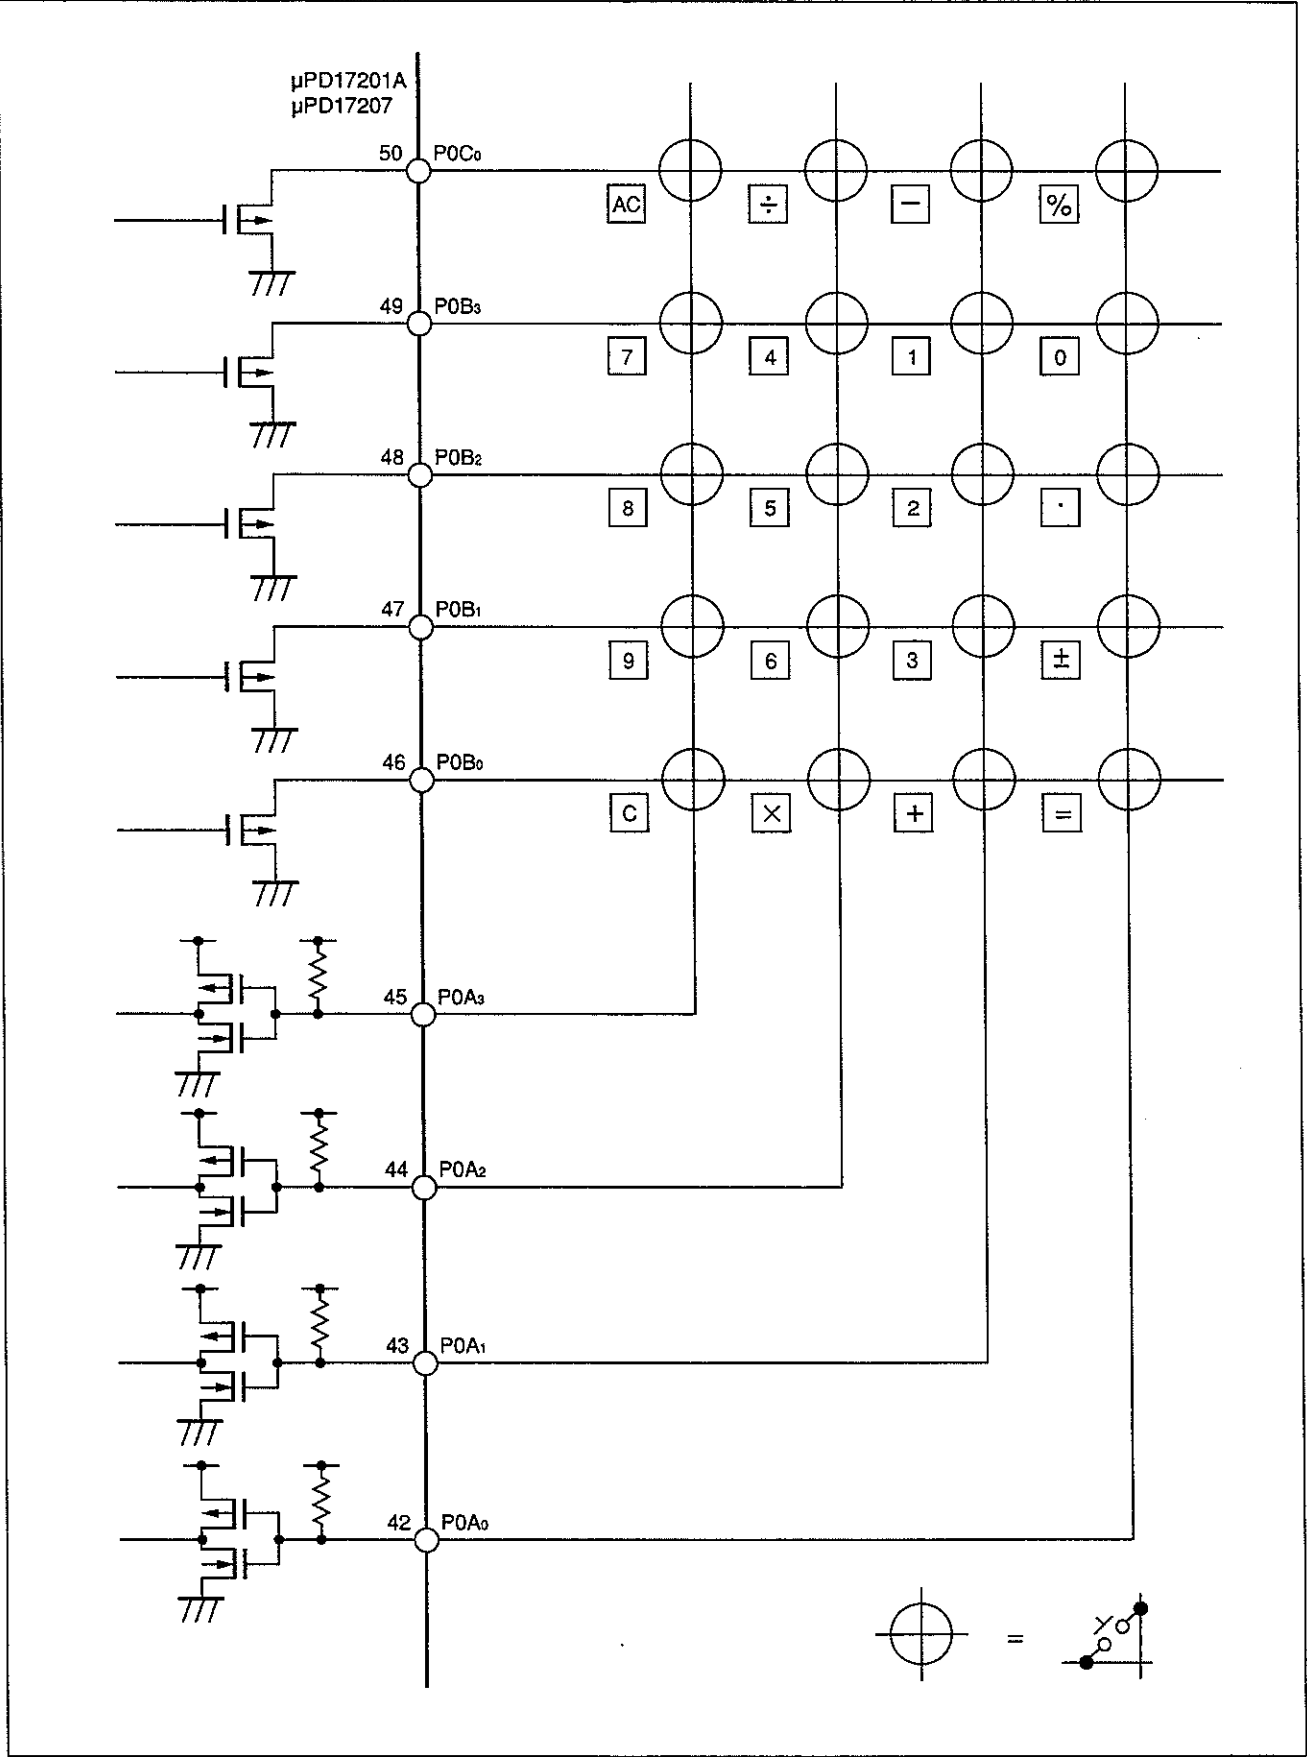 μPD17201A
μPD17207
50 P0C0
AC ÷ − %
49 P0B3
7 4 1 0
48 P0B2
8 5 2 ·
47 P0B1
9 6 3 ±
46 P0B0
C × + =
45 P0A3
44 P0A2
43 P0A1
42 P0A0
=